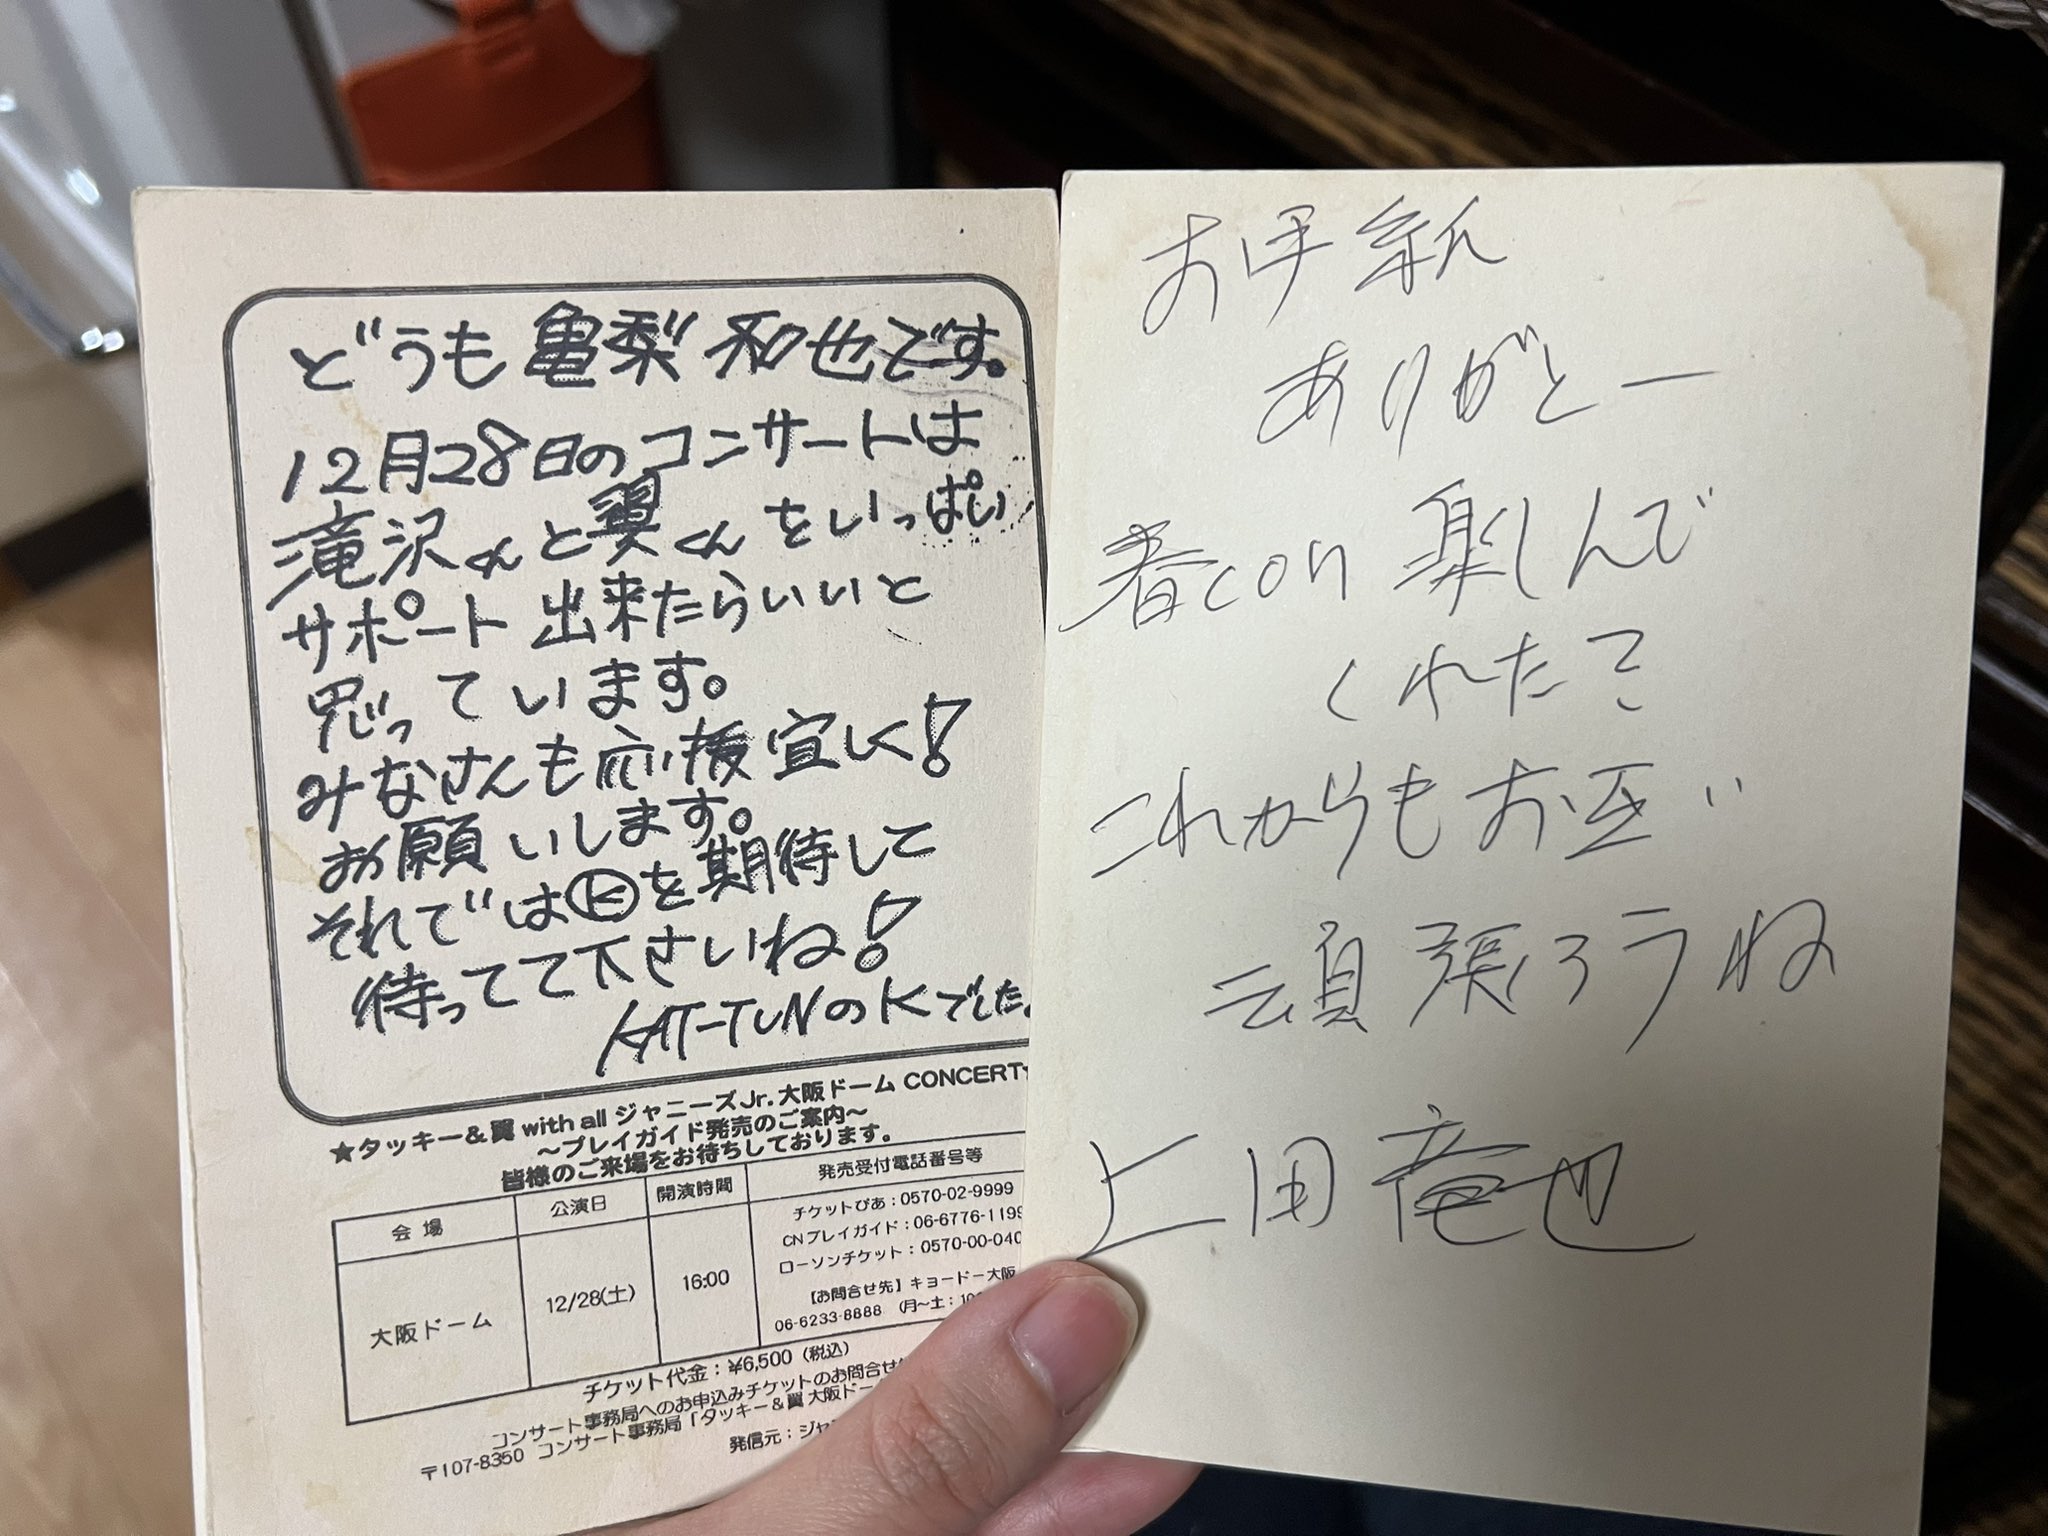 どうも亀梨和也です。
12月28日のコンサートは
滝沢くんと翼くんをいっぱい
サポート出来たらいいと
思っています。
みなさんも応援宜しく!
お願いします。
それではⓀを期待して
待ってて下さいね!
KAT-TUNのKでした。
★タッキー&翼 with all ジャニーズJr.大阪ドーム CONCERT
～プレイガイド発売のご案内～
皆様のご来場をお待ちしております。
会場 公演日 開演時間 発売受付電話番号等
大阪ドーム 12/28(土) 16:00
チケットぴあ:0570-02-9999
CNプレイガイド:06-6776-1199
ローソンチケット:0570-00-040
【お問合せ先】キョードー大阪
06-6233-8888 (月～土:10
チケット代金:¥6,500(税込)
コンサート事務局へのお申込みチケットのお問合せ
〒107-8350 コンサート事務局「タッキー&翼 大阪ドー
発信元:ジャ
お手紙
ありがとー
春con 楽しんで
くれたて
これからもお互い
頑張ろうね
上田竜也